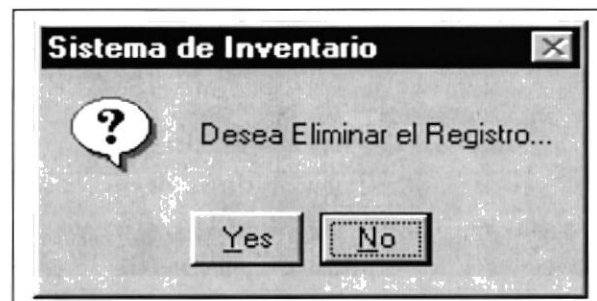 Sistema de Inventario
?
Desea Eliminar el Registro...
Yes No